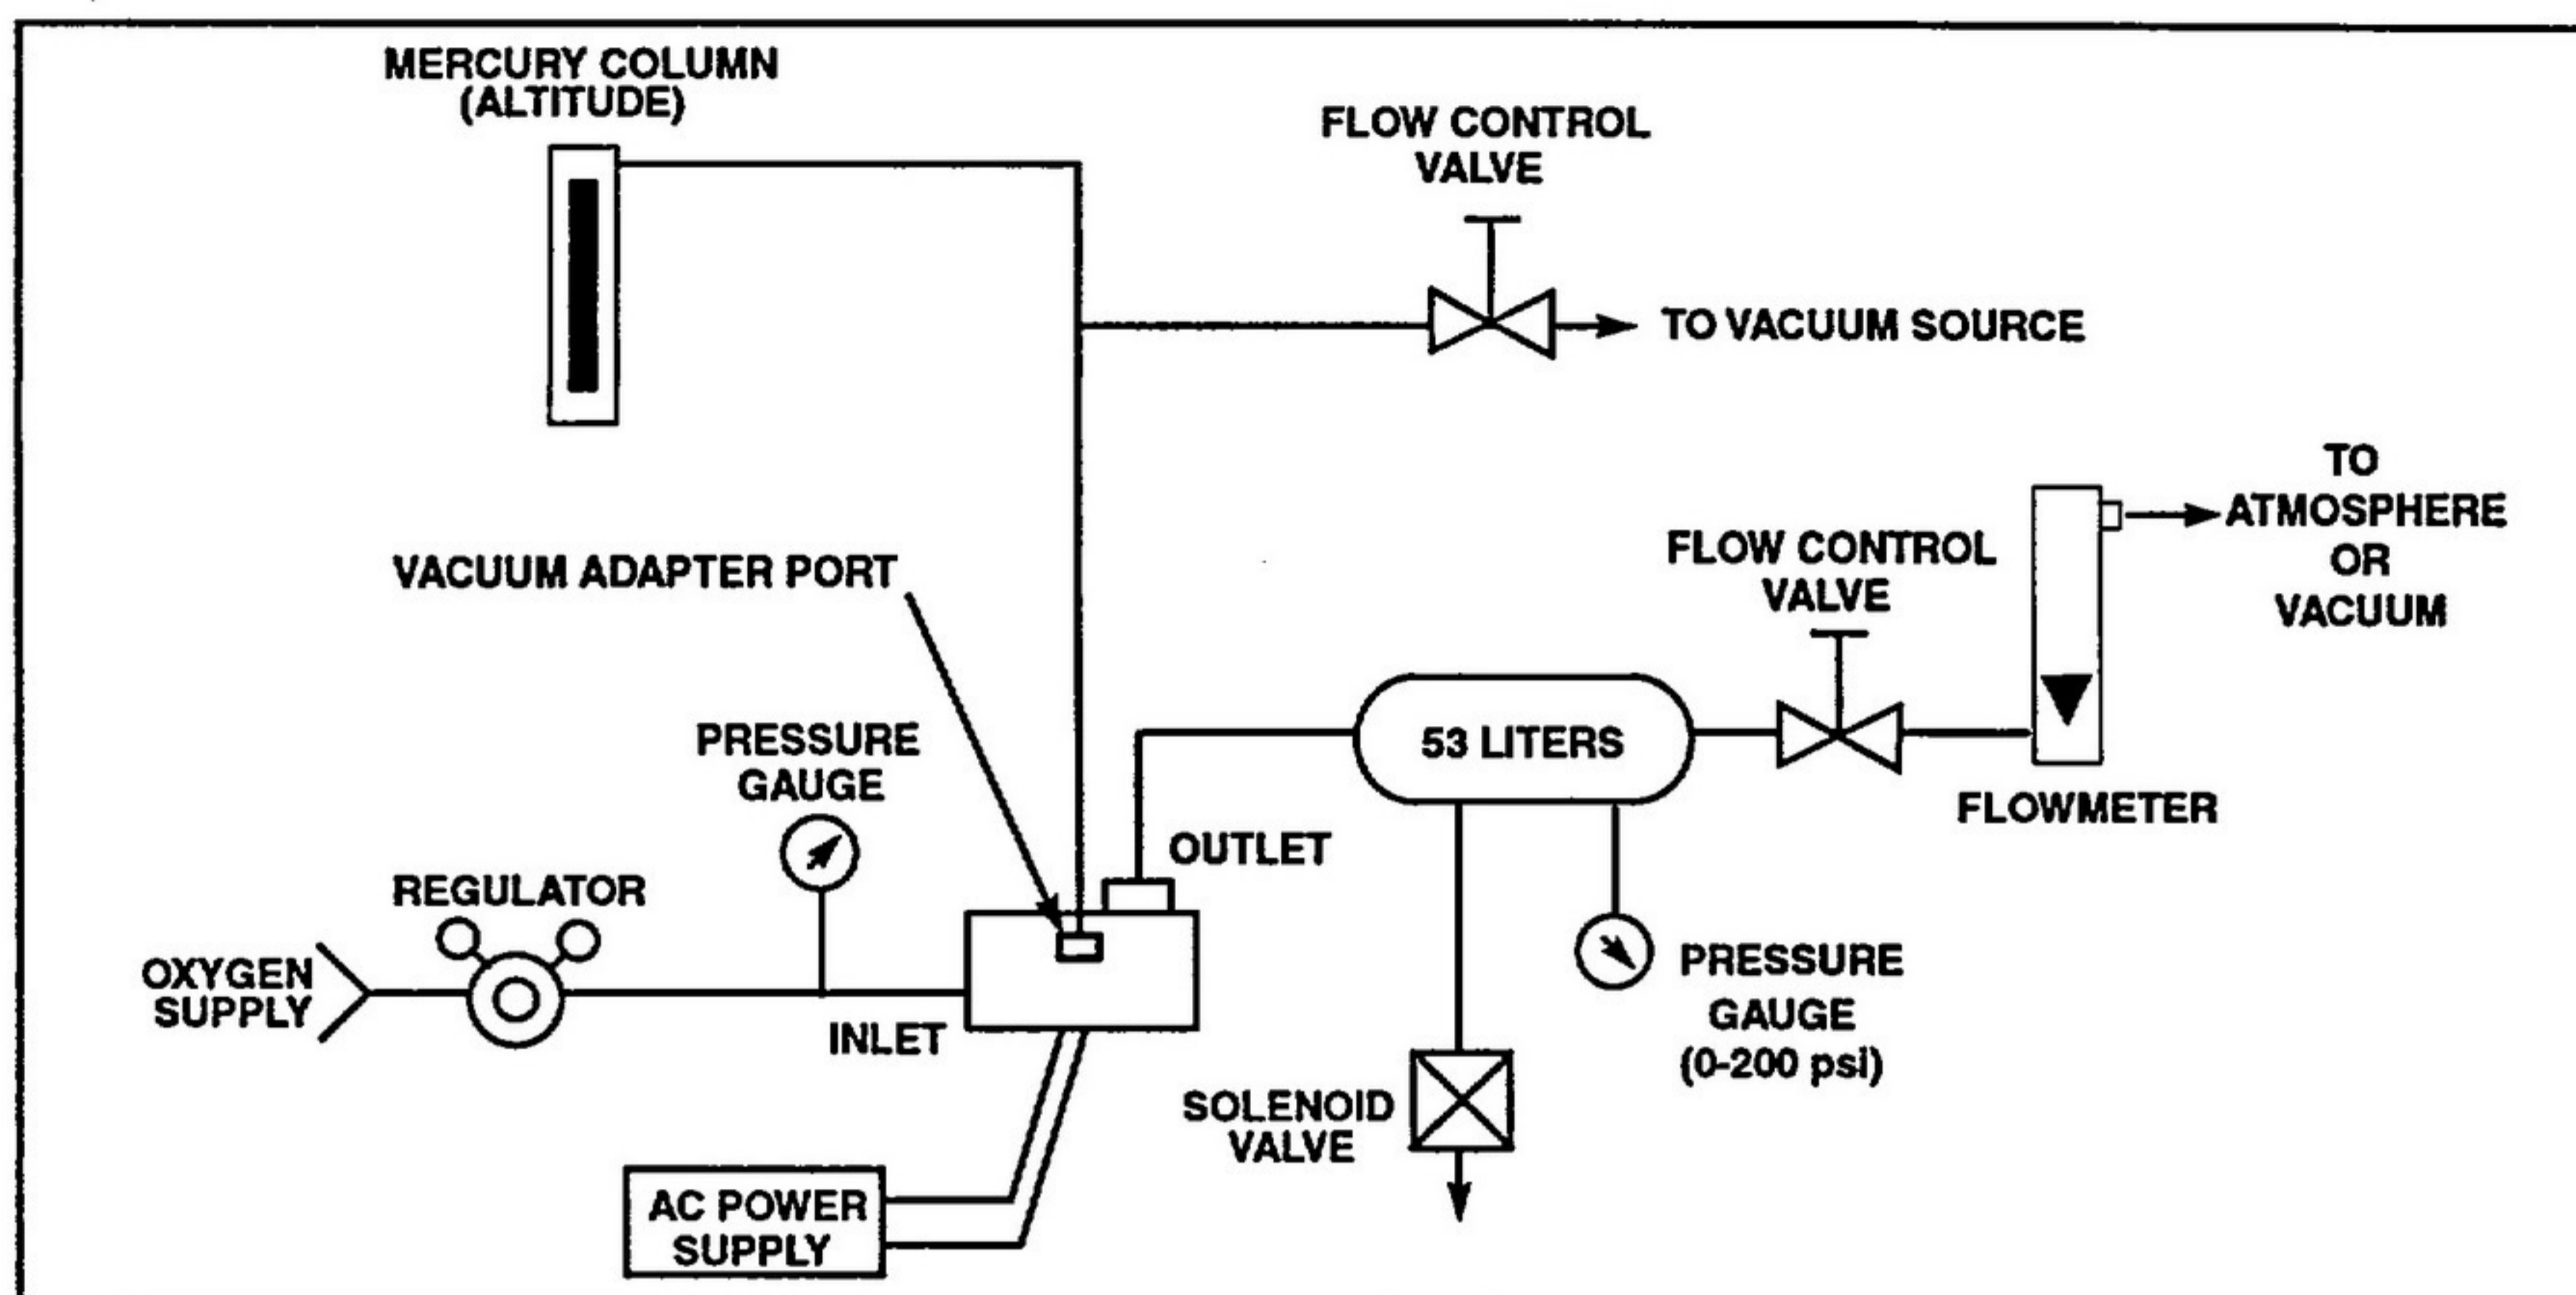 MERCURY COLUMN
(ALTITUDE)
FLOW CONTROL
VALVE
TO VACUUM SOURCE
TO
ATMOSPHERE
OR
VACUUM
FLOW CONTROL
VALVE
VACUUM ADAPTER PORT
PRESSURE
GAUGE
53 LITERS
FLOWMETER
OUTLET
REGULATOR
OXYGEN
SUPPLY
INLET
PRESSURE
GAUGE
(0-200 psi)
SOLENOID
VALVE
AC POWER
SUPPLY